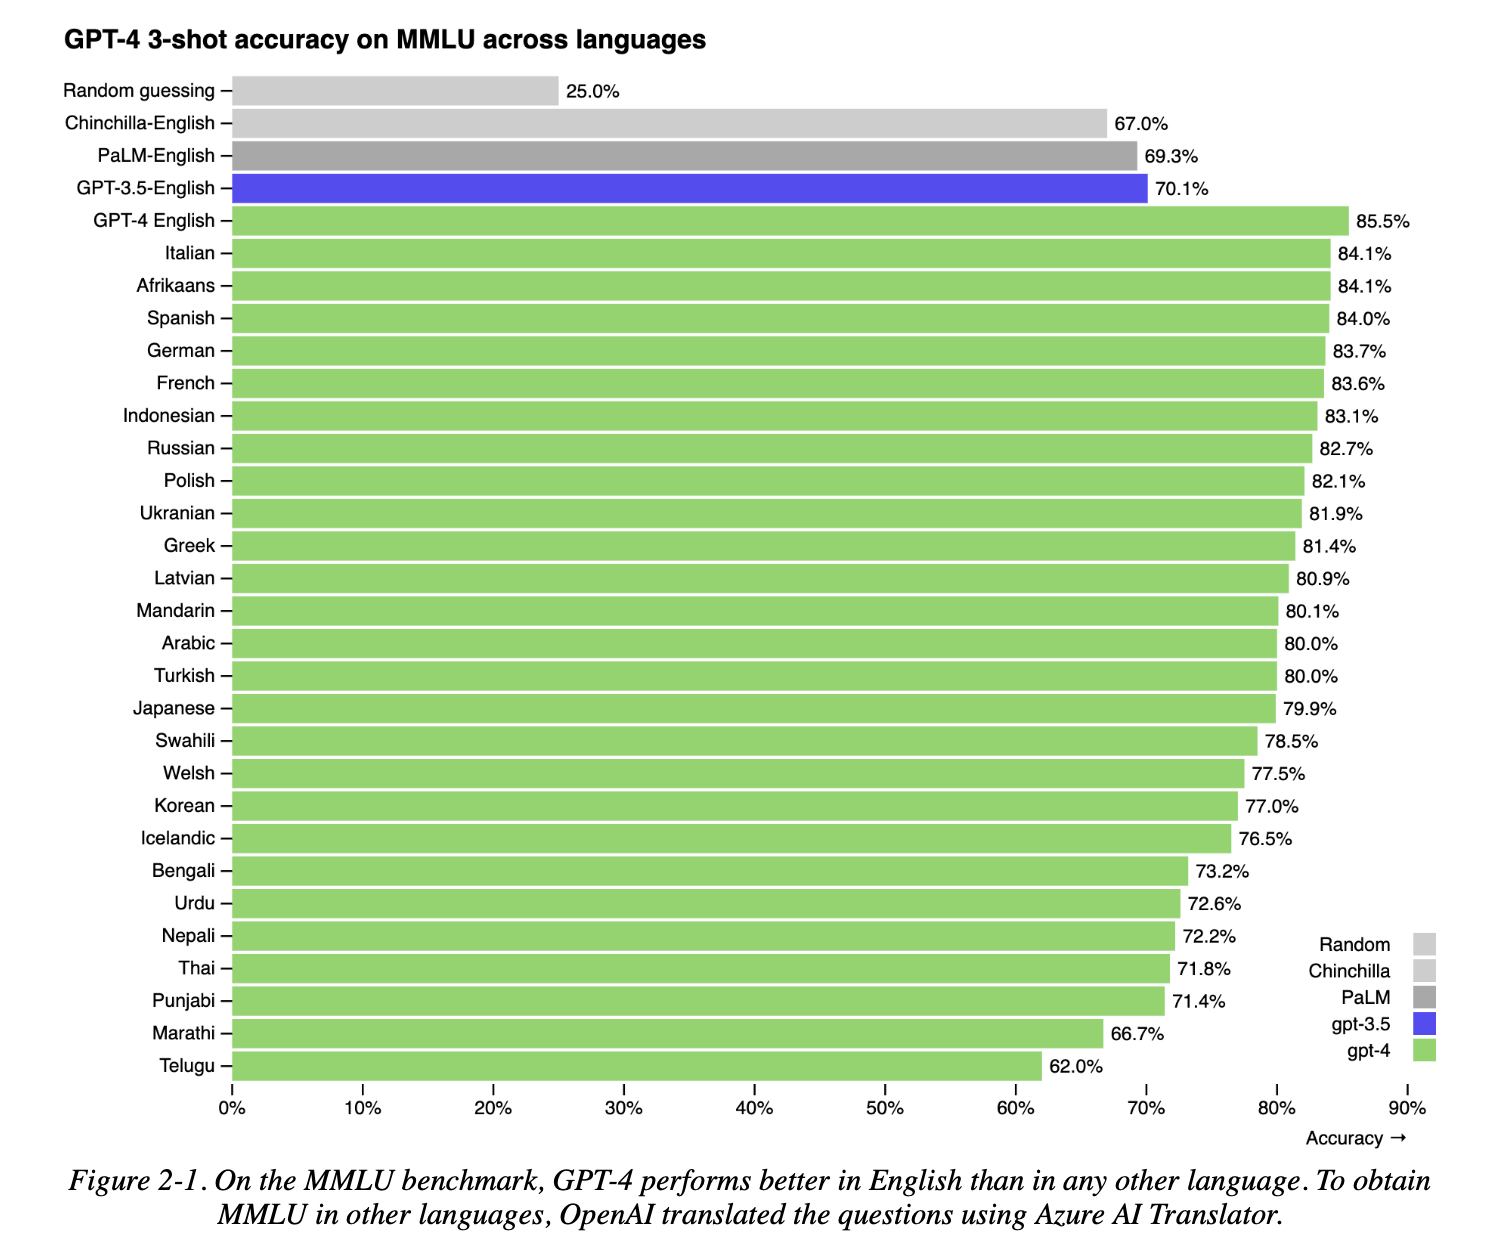 GPT-4 3-shot accuracy on MMLU across languages
Random guessing 25.0%
Chinchilla-English 67.0%
PaLM-English 69.3%
GPT-3.5-English 70.1%
GPT-4 English 85.5%
Italian 84.1%
Afrikaans 84.1%
Spanish 84.0%
German 83.7%
French 83.6%
Indonesian 83.1%
Russian 82.7%
Polish 82.1%
Ukranian 81.9%
Greek 81.4%
Latvian 80.9%
Mandarin 80.1%
Arabic 80.0%
Turkish 80.0%
Japanese 79.9%
Swahili 78.5%
Welsh 77.5%
Korean 77.0%
Icelandic 76.5%
Bengali 73.2%
Urdu 72.6%
Nepali 72.2%
Thai 71.8%
Punjabi 71.4%
Marathi 66.7%
Telugu 62.0%
Random
Chinchilla
PaLM
gpt-3.5
gpt-4
0% 10% 20% 30% 40% 50% 60% 70% 80% 90%
Accuracy →
Figure 2-1. On the MMLU benchmark, GPT-4 performs better in English than in any other language. To obtain
MMLU in other languages, OpenAI translated the questions using Azure AI Translator.